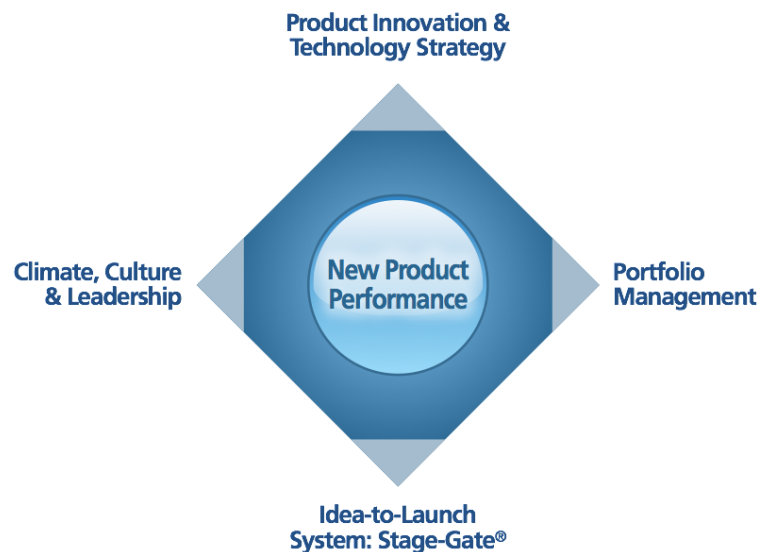 Product Innovation &
Technology Strategy
Climate, Culture
& Leadership
New Product
Performance
Portfolio
Management
Idea-to-Launch
System: Stage-Gate®